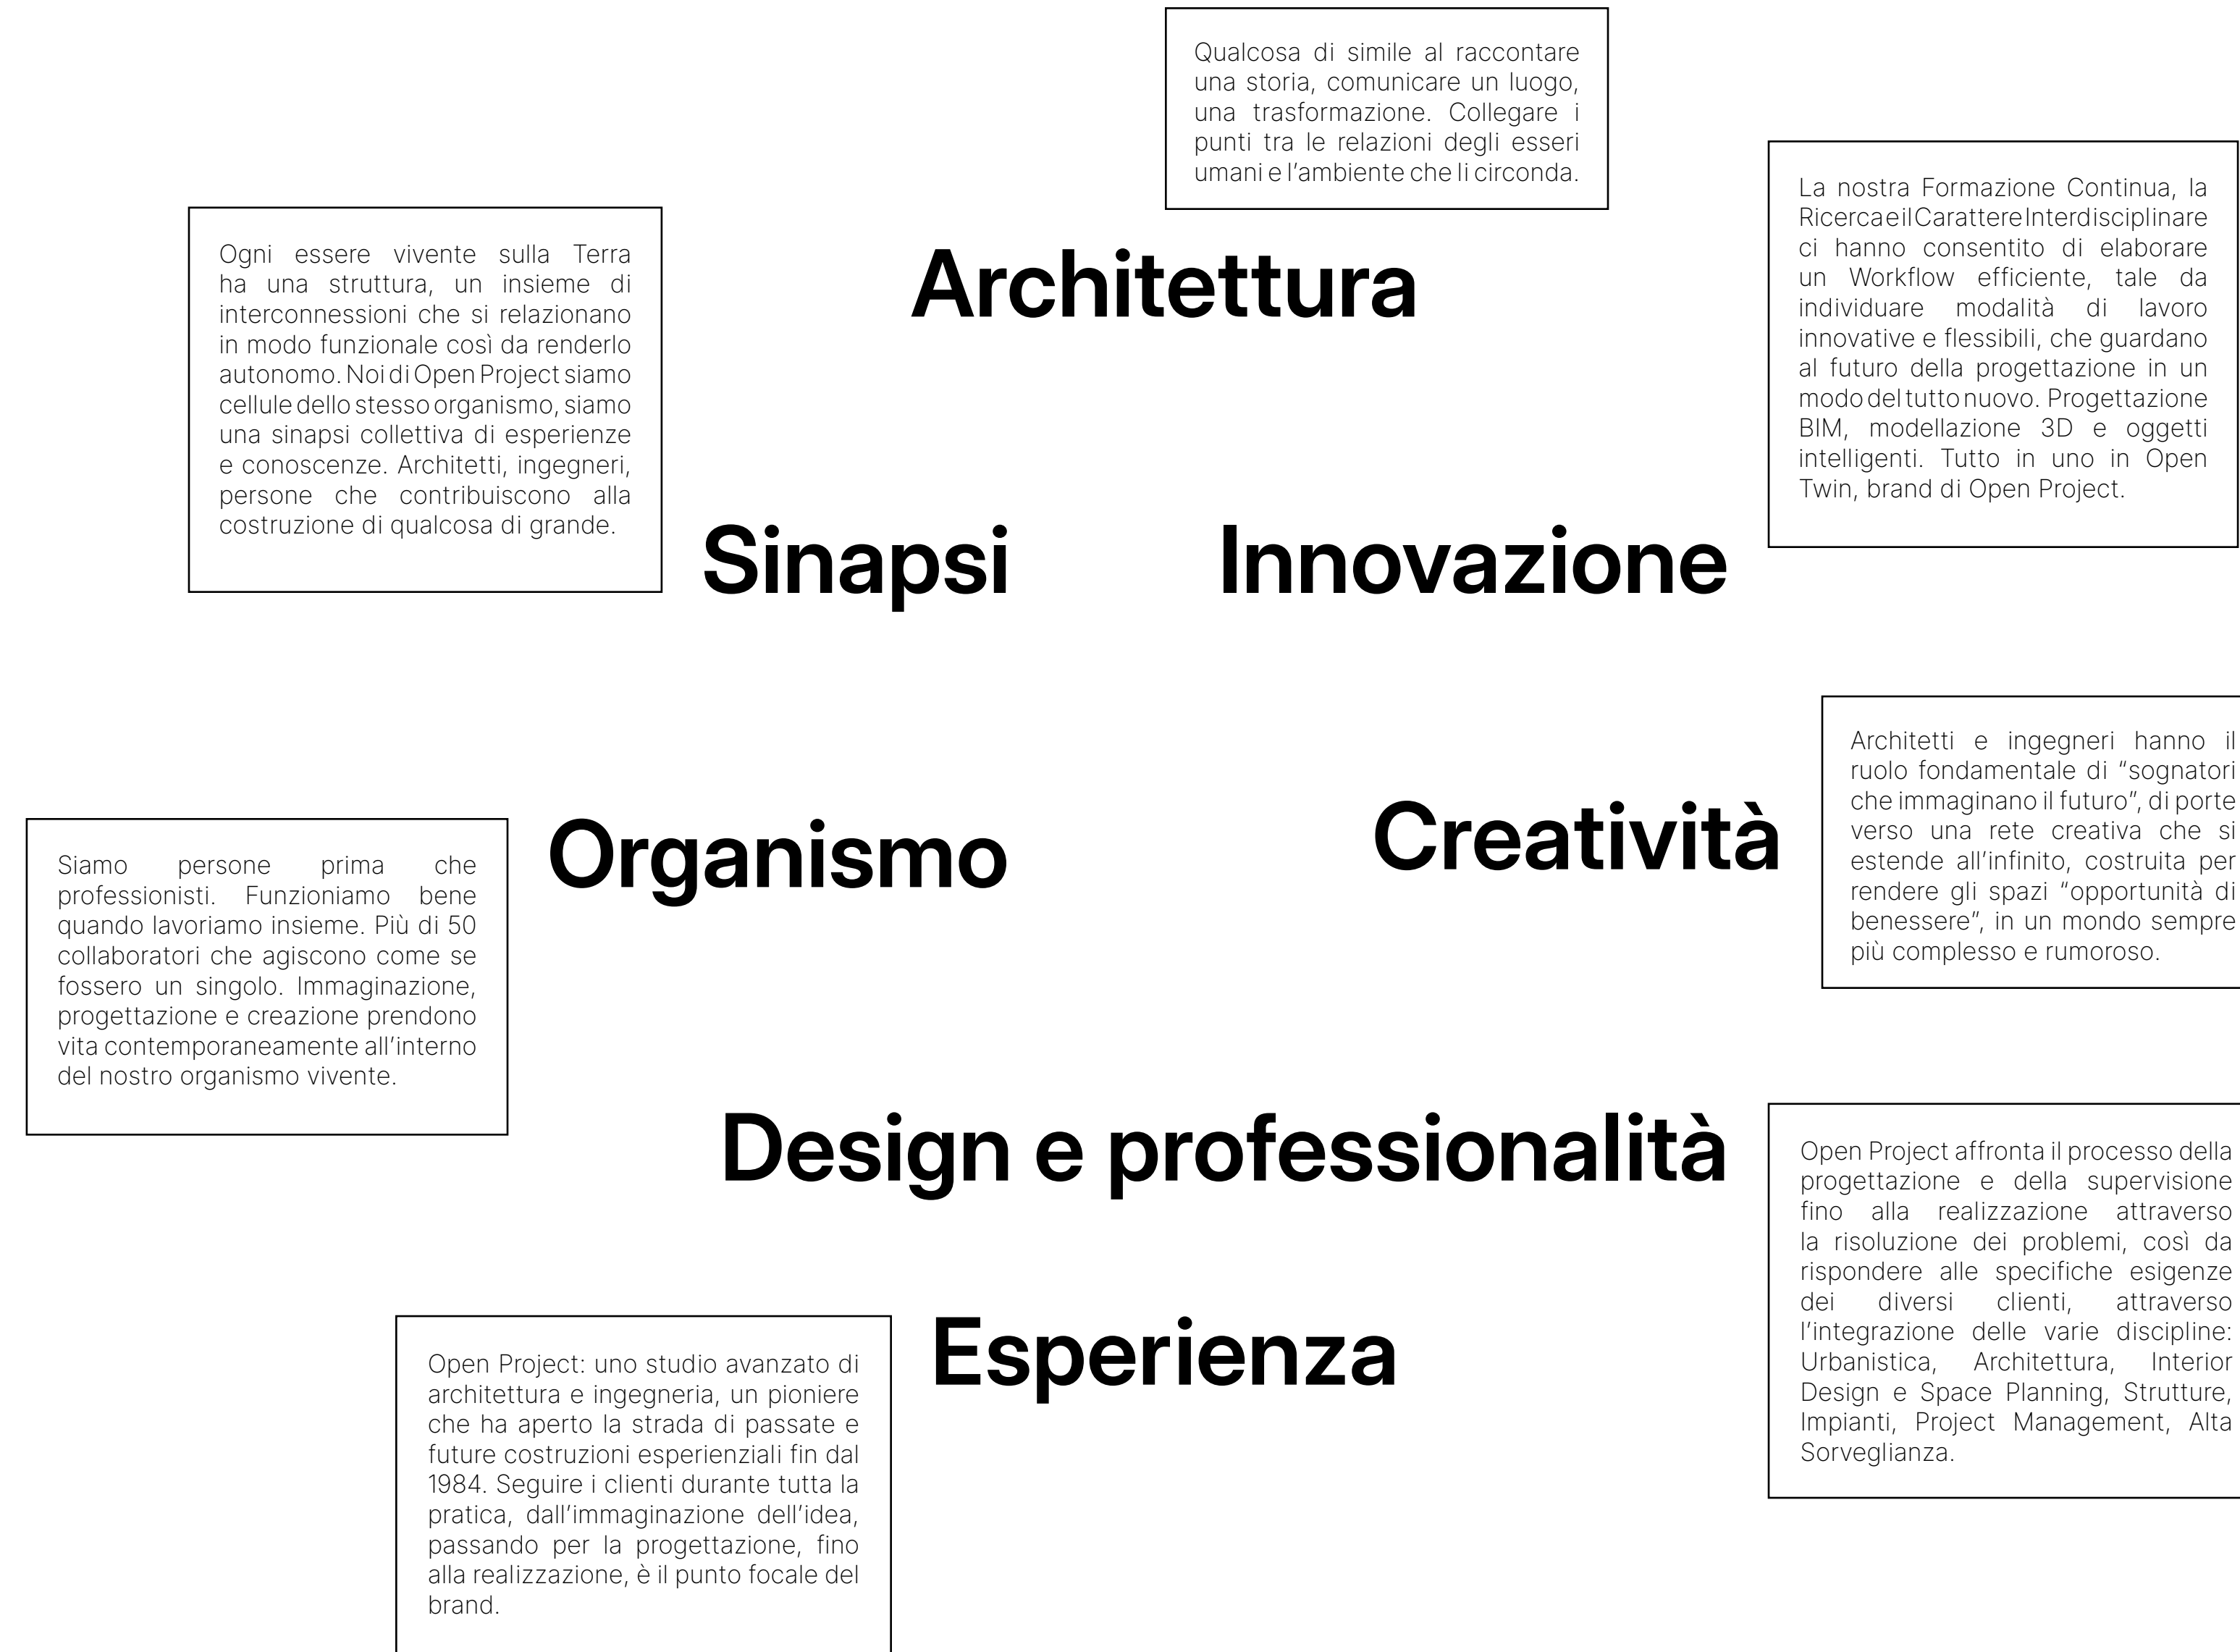 Qualcosa di simile al raccontare
una storia, comunicare un luogo,
una trasformazione. Collegare i
punti tra le relazioni degli esseri
umani e l’ambiente che li circonda.
Architettura
Ogni essere vivente sulla Terra
ha una struttura, un insieme di
interconnessioni che si relazionano
in modo funzionale così da renderlo
autonomo. Noi di Open Project siamo
cellule dello stesso organismo, siamo
una sinapsi collettiva di esperienze
e conoscenze. Architetti, ingegneri,
persone che contribuiscono alla
costruzione di qualcosa di grande.
Sinapsi
La nostra Formazione Continua, la
Ricerca e il Carattere Interdisciplinare
ci hanno consentito di elaborare
un Workflow efficiente, tale da
individuare modalità di lavoro
innovative e flessibili, che guardano
al futuro della progettazione in un
modo del tutto nuovo. Progettazione
BIM, modellazione 3D e oggetti
intelligenti. Tutto in uno in Open
Twin, brand di Open Project.
Innovazione
Architetti e ingegneri hanno il
ruolo fondamentale di “sognatori
che immaginano il futuro”, di porte
verso una rete creativa che si
estende all’infinito, costruita per
rendere gli spazi “opportunità di
benessere”, in un mondo sempre
più complesso e rumoroso.
Creatività
Organismo
Siamo persone prima che
professionisti. Funzioniamo bene
quando lavoriamo insieme. Più di 50
collaboratori che agiscono come se
fossero un singolo. Immaginazione,
progettazione e creazione prendono
vita contemporaneamente all’interno
del nostro organismo vivente.
Design e professionalità
Open Project affronta il processo della
progettazione e della supervisione
fino alla realizzazione attraverso
la risoluzione dei problemi, così da
rispondere alle specifiche esigenze
dei diversi clienti, attraverso
l’integrazione delle varie discipline:
Urbanistica, Architettura, Interior
Design e Space Planning, Strutture,
Impianti, Project Management, Alta
Sorveglianza.
Esperienza
Open Project: uno studio avanzato di
architettura e ingegneria, un pioniere
che ha aperto la strada di passate e
future costruzioni esperienziali fin dal
1984. Seguire i clienti durante tutta la
pratica, dall’immaginazione dell’idea,
passando per la progettazione, fino
alla realizzazione, è il punto focale del
brand.